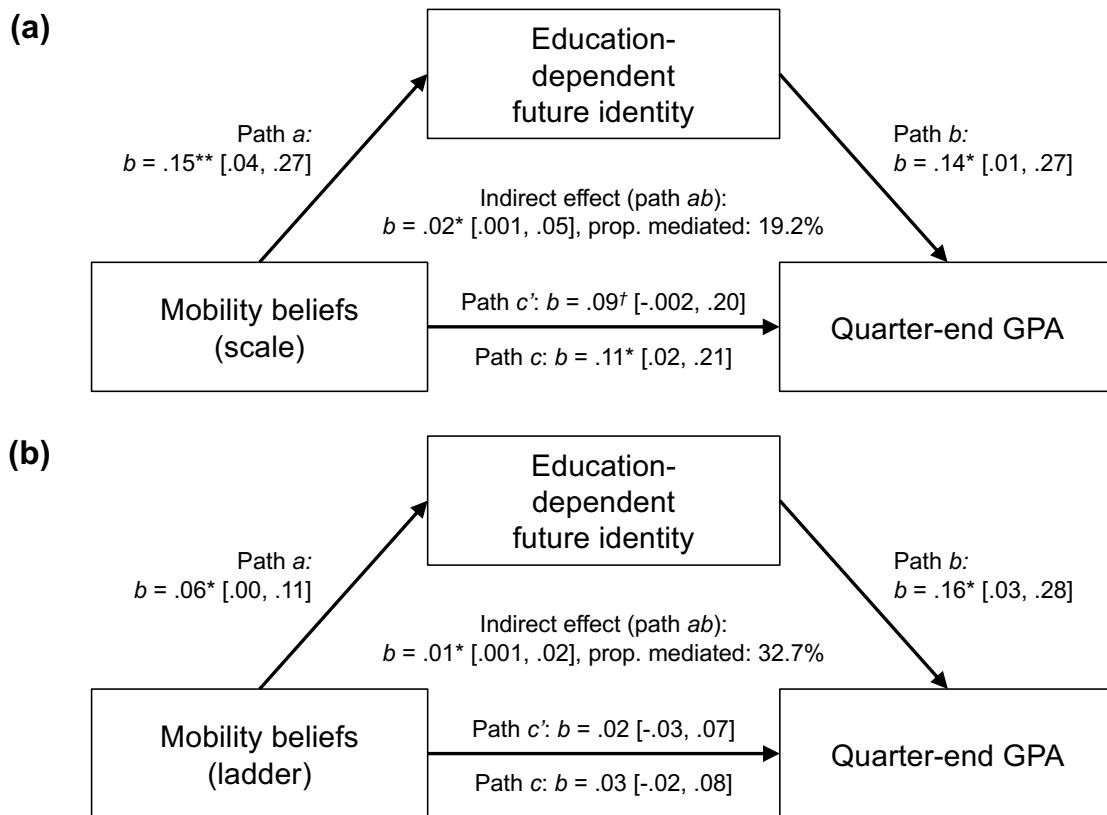 (a)
Education-
dependent
future identity
Path a:
b = .15** [.04, .27]
Path b:
b = .14* [.01, .27]
Indirect effect (path ab):
b = .02* [.001, .05], prop. mediated: 19.2%
Mobility beliefs
(scale)
Path c’: b = .09† [-.002, .20]
Path c: b = .11* [.02, .21]
Quarter-end GPA
(b)
Education-
dependent
future identity
Path a:
b = .06* [.00, .11]
Path b:
b = .16* [.03, .28]
Indirect effect (path ab):
b = .01* [.001, .02], prop. mediated: 32.7%
Mobility beliefs
(ladder)
Path c’: b = .02 [-.03, .07]
Path c: b = .03 [-.02, .08]
Quarter-end GPA